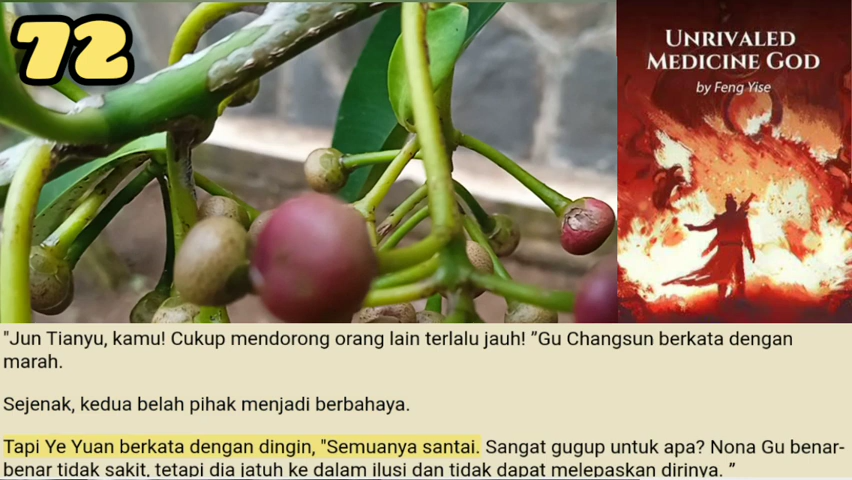 72
UNRIVALED
MEDICINE GOD
by Feng Yise
"Jun Tianyu, kamu! Cukup mendorong orang lain terlalu jauh! ”Gu Changsun berkata dengan
marah.
Sejenak, kedua belah pihak menjadi berbahaya.
Tapi Ye Yuan berkata dengan dingin, "Semuanya santai. Sangat gugup untuk apa? Nona Gu benar-
benar tidak sakit, tetapi dia jatuh ke dalam ilusi dan tidak dapat melepaskan dirinya. ”